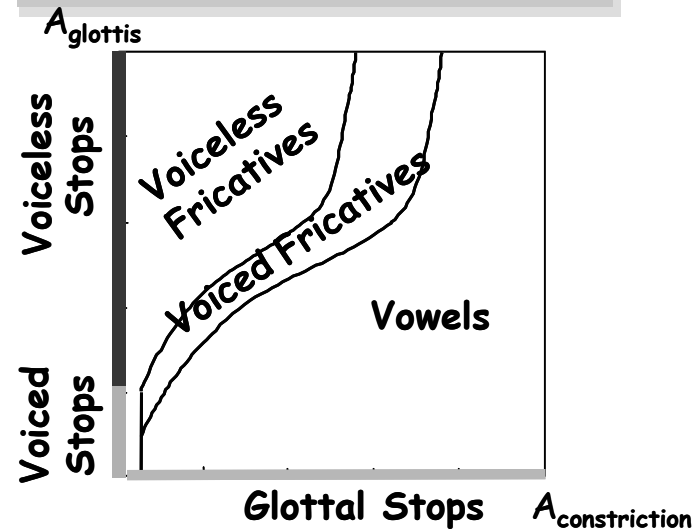 Aglottis
Voiceless
Stops
Voiceless
Fricatives
Voiced Fricatives
Vowels
Voiced
Stops
Glottal Stops
Aconstriction